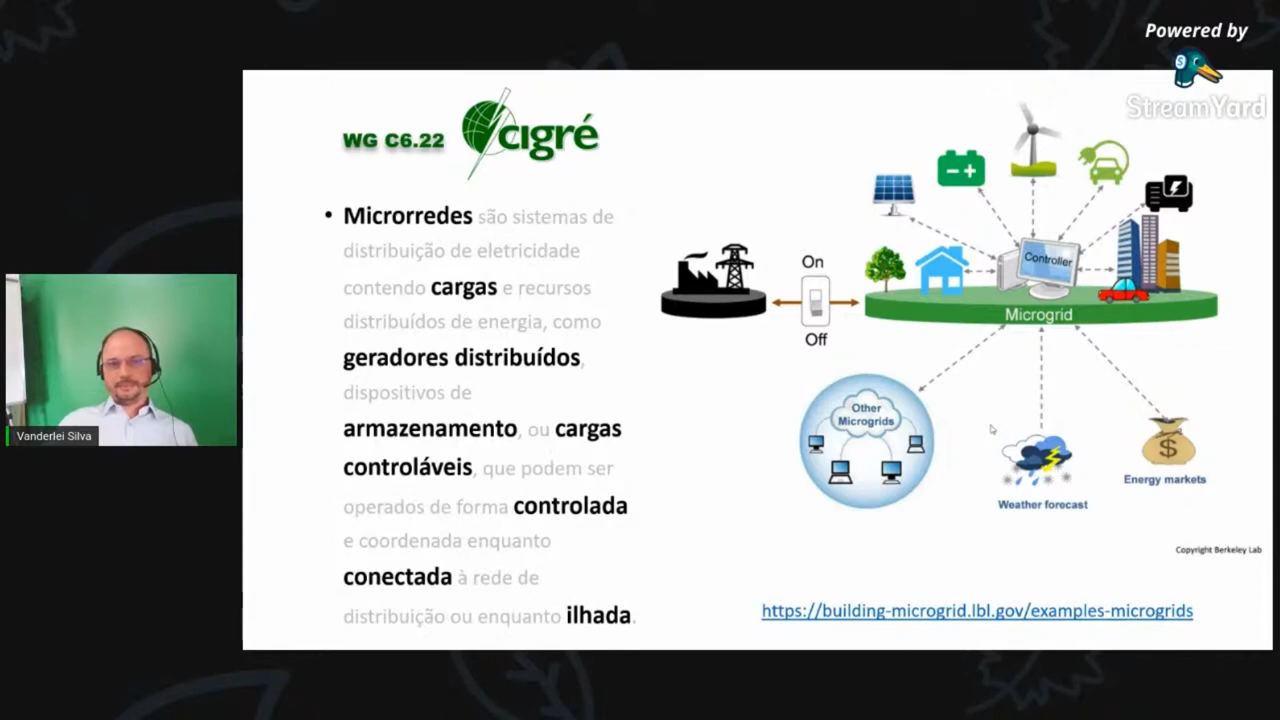 Powered by
StreamYard
WG C6.22
cigré
• Microrredes são sistemas de
distribuição de eletricidade
contendo cargas e recursos
distribuídos de energia, como
geradores distribuídos,
dispositivos de
armazenamento, ou cargas
controláveis, que podem ser
operados de forma controlada
e coordenada enquanto
conectada à rede de
distribuição ou enquanto ilhada.
On
Off
Controller
Microgrid
Other
Microgrids
Weather forecast
$
Energy markets
Copyright Berkeley Lab
https://building-microgrid.lbl.gov/examples-microgrids
Vanderlei Silva